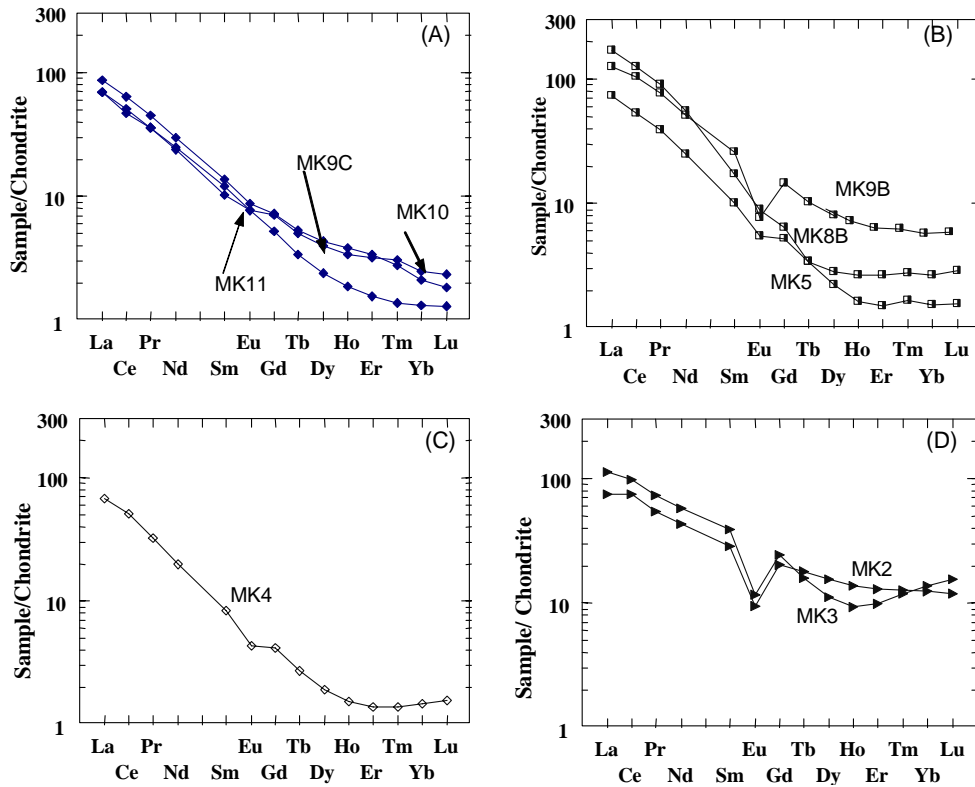 300
(A)
100
MK9C
MK10
10
MK11
1
Sample/Chondrite
La Pr Eu Tb Ho Tm Lu
Ce Nd Sm Gd Dy Er Yb
300
(B)
100
MK9B
10
MK8B
MK5
1
Sample/Chondrite
La Pr Eu Tb Ho Tm Lu
Ce Nd Sm Gd Dy Er Yb
300
(C)
100
MK4
10
1
Sample/Chondrite
La Pr Eu Tb Ho Tm Lu
Ce Nd Sm Gd Dy Er Yb
300
(D)
100
MK2
10
MK3
1
Sample/ Chondrite
La Pr Eu Tb Ho Tm Lu
Ce Nd Sm Gd Dy Er Yb